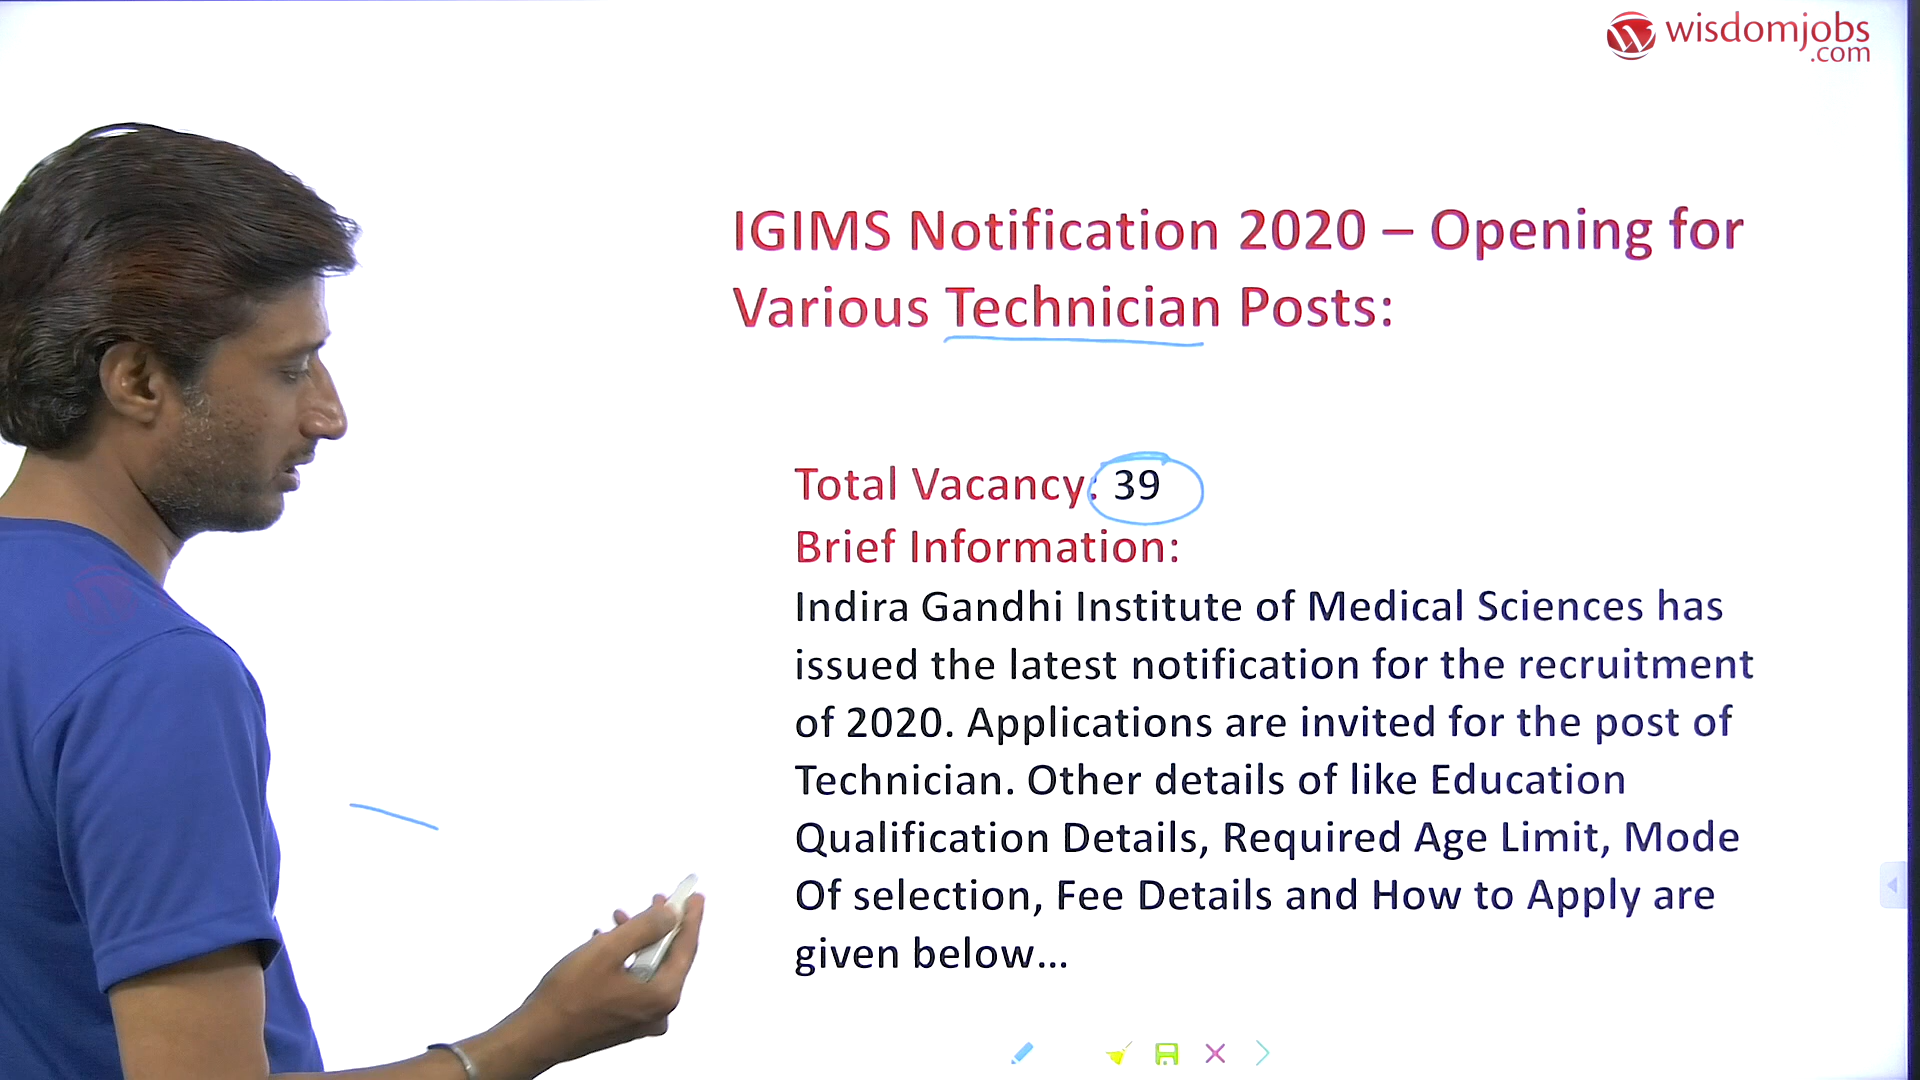 wisdomjobs
.com
IGIMS Notification 2020 – Opening for
Various Technician Posts:
Total Vacancy: 39
Brief Information:
Indira Gandhi Institute of Medical Sciences has
issued the latest notification for the recruitment
of 2020. Applications are invited for the post of
Technician. Other details of like Education
Qualification Details, Required Age Limit, Mode
Of selection, Fee Details and How to Apply are
given below...